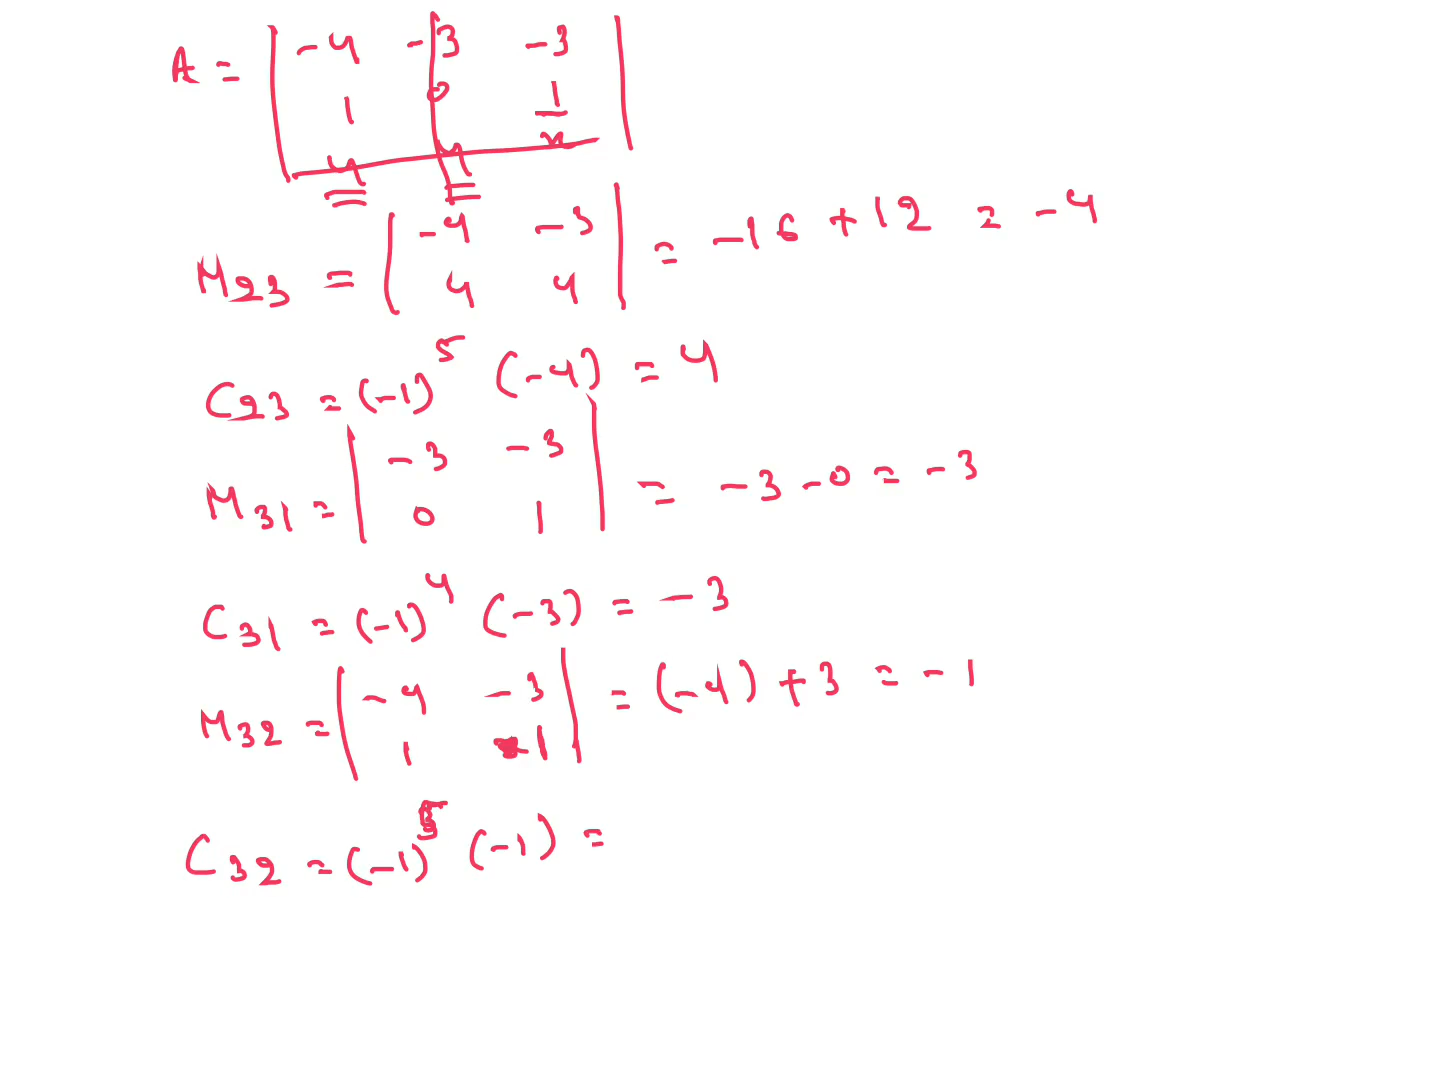 A = | -4 -3 -3 |
1 0 1
4 4
M23 = | -4 -3 | = -16 + 12 = -4
4 4
C23 = (-1)^5 (-4) = 4
M31 = | -3 -3 | = -3 - 0 = -3
0 1
C31 = (-1)^4 (-3) = -3
M32 = | -4 -3 | = (-4) + 3 = -1
1 1
C32 = (-1)^5 (-1) =